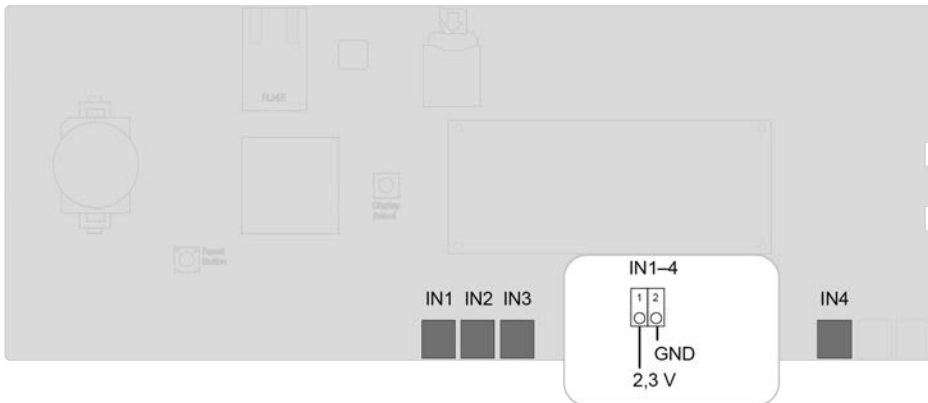 RJ45
Display
Select
Reset
Button
IN1–4
1 2
IN1 IN2 IN3
IN4
GND
2,3 V